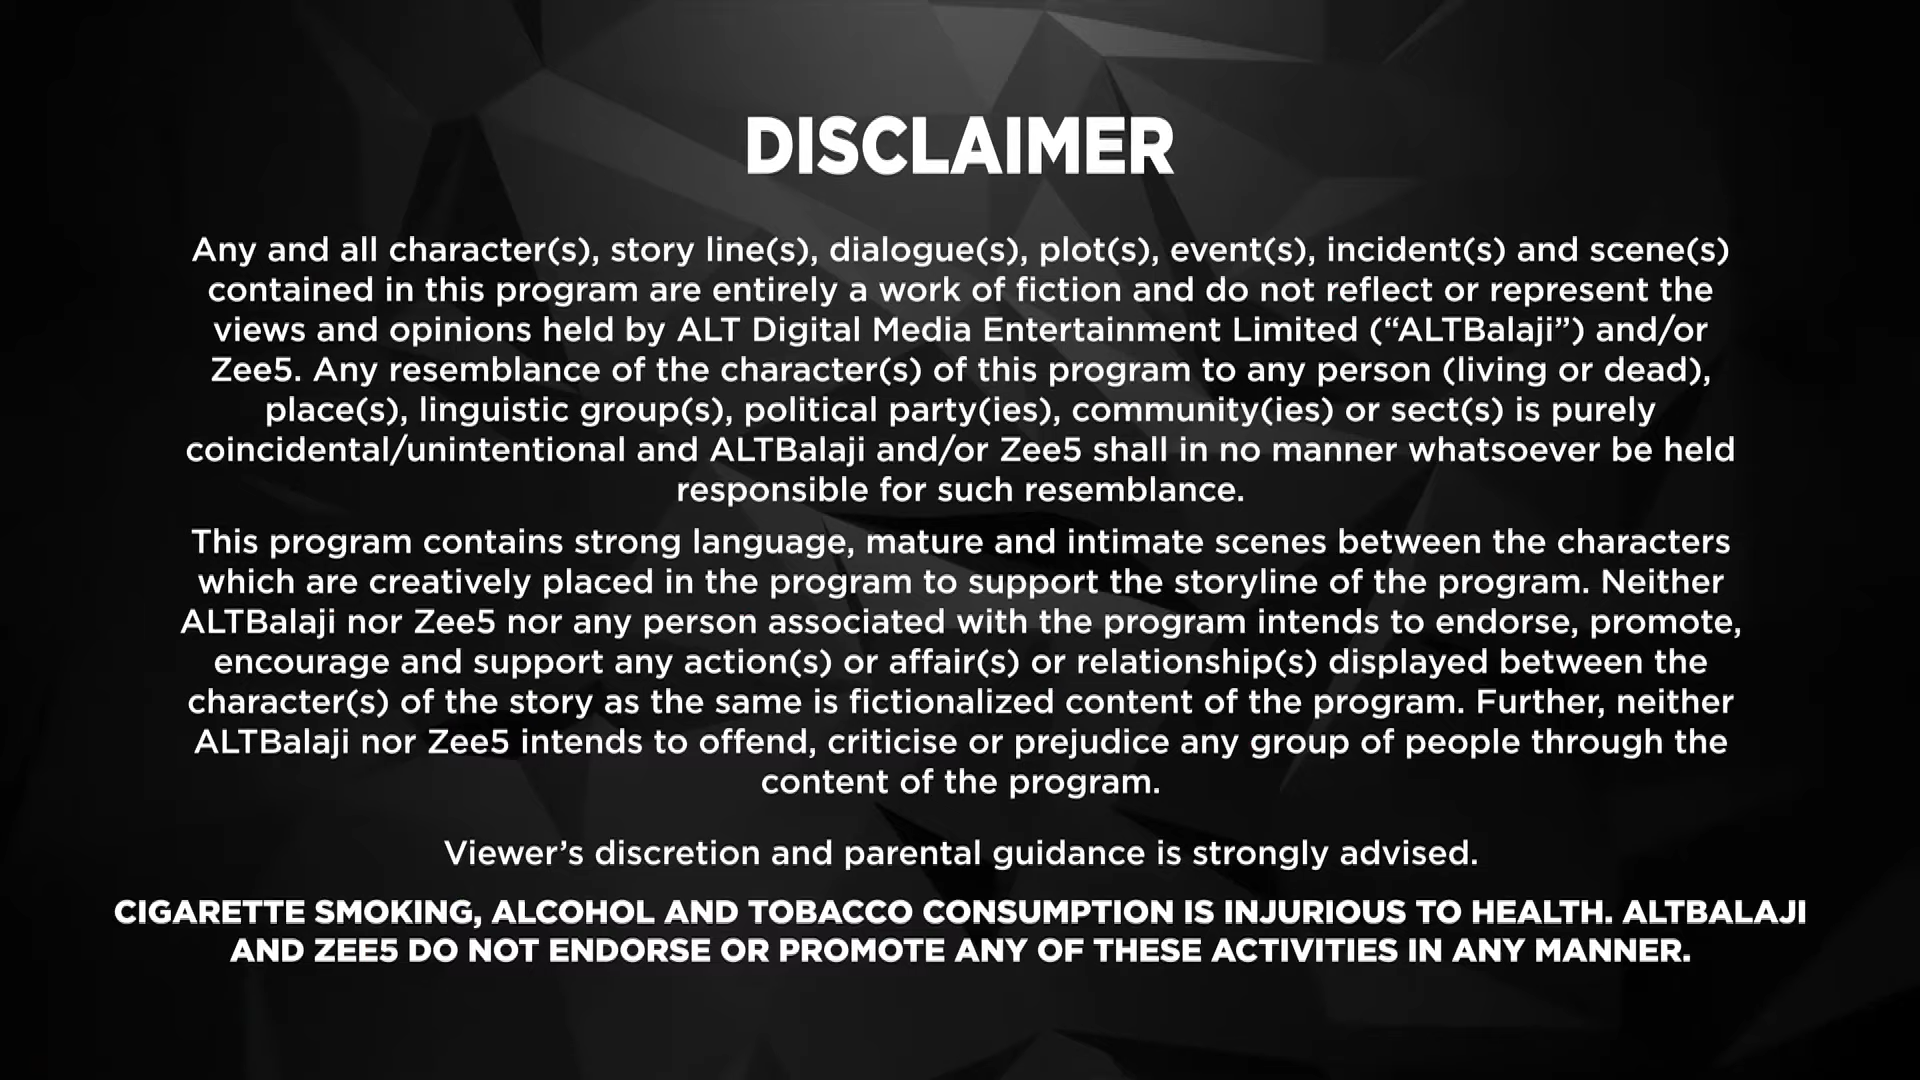 DISCLAIMER
Any and all character(s), story line(s), dialogue(s), plot(s), event(s), incident(s) and scene(s)
contained in this program are entirely a work of fiction and do not reflect or represent the
views and opinions held by ALT Digital Media Entertainment Limited (“ALTBalaji”) and/or
Zee5. Any resemblance of the character(s) of this program to any person (living or dead),
place(s), linguistic group(s), political party(ies), community(ies) or sect(s) is purely
coincidental/unintentional and ALTBalaji and/or Zee5 shall in no manner whatsoever be held
responsible for such resemblance.
This program contains strong language, mature and intimate scenes between the characters
which are creatively placed in the program to support the storyline of the program. Neither
ALTBalaji nor Zee5 nor any person associated with the program intends to endorse, promote,
encourage and support any action(s) or affair(s) or relationship(s) displayed between the
character(s) of the story as the same is fictionalized content of the program. Further, neither
ALTBalaji nor Zee5 intends to offend, criticise or prejudice any group of people through the
content of the program.
Viewer’s discretion and parental guidance is strongly advised.
CIGARETTE SMOKING, ALCOHOL AND TOBACCO CONSUMPTION IS INJURIOUS TO HEALTH. ALTBALAJI
AND ZEE5 DO NOT ENDORSE OR PROMOTE ANY OF THESE ACTIVITIES IN ANY MANNER.